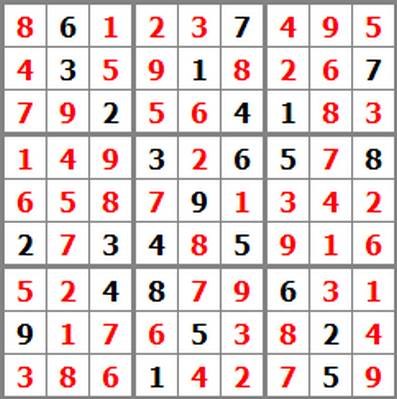 8 6 1 2 3 7 4 9 5
4 3 5 9 1 8 2 6 7
7 9 2 5 6 4 1 8 3
1 4 9 3 2 6 5 7 8
6 5 8 7 9 1 3 4 2
2 7 3 4 8 5 9 1 6
5 2 4 8 7 9 6 3 1
9 1 7 6 5 3 8 2 4
3 8 6 1 4 2 7 5 9